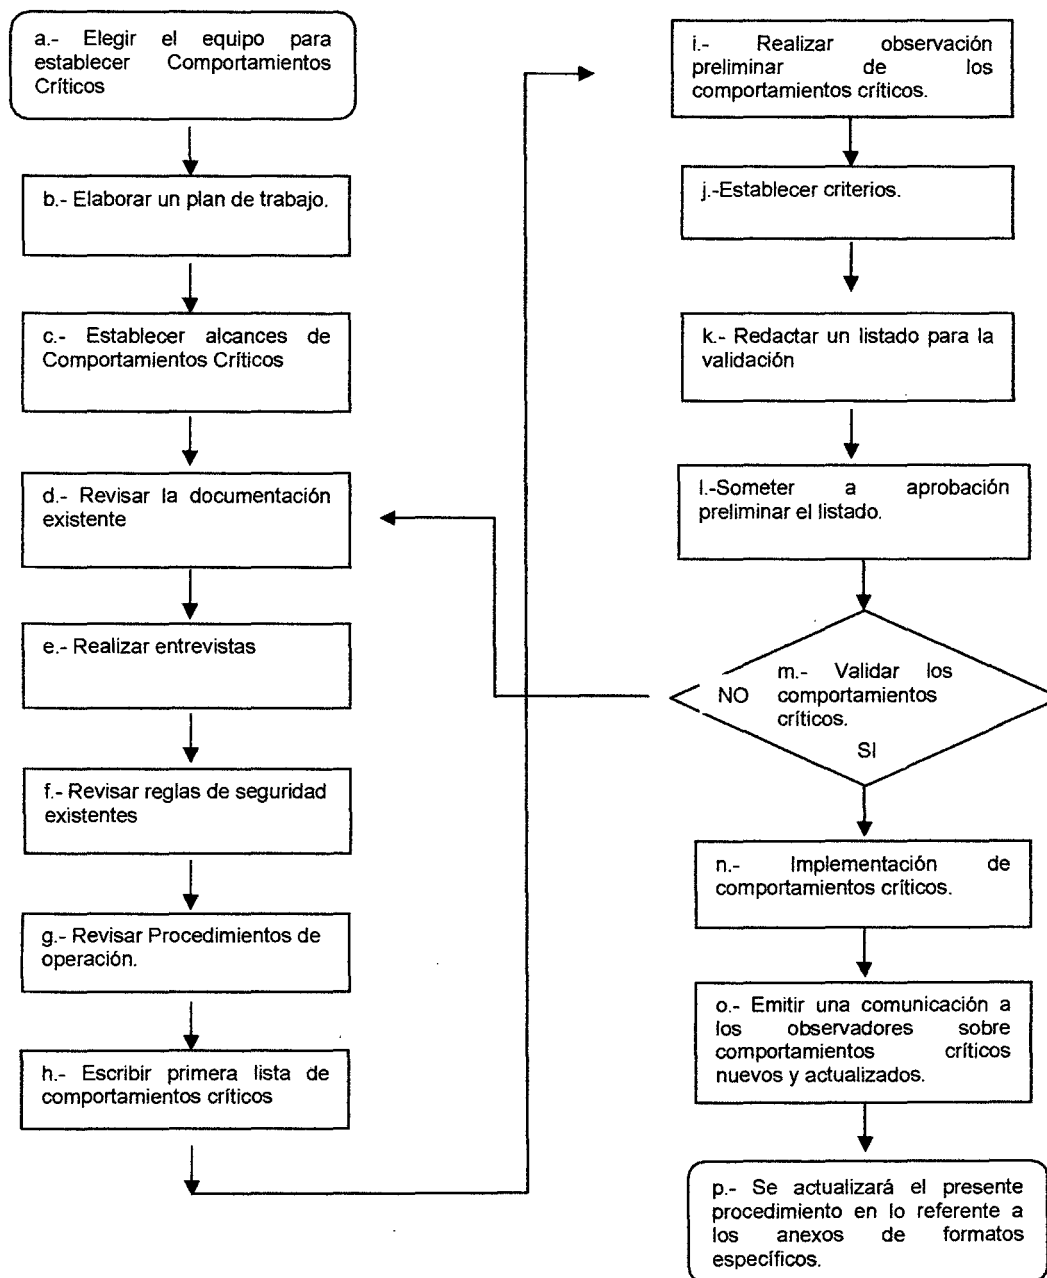 a.- Elegir el equipo para
establecer Comportamientos
Críticos
b.- Elaborar un plan de trabajo.
c.- Establecer alcances de
Comportamientos Críticos
d.- Revisar la documentación
existente
e.- Realizar entrevistas
f.- Revisar reglas de seguridad
existentes
g.- Revisar Procedimientos de
operación.
h.- Escribir primera lista de
comportamientos críticos
i.- Realizar observación
preliminar de los
comportamientos críticos.
j.-Establecer criterios.
k.- Redactar un listado para la
validación
l.-Someter a aprobación
preliminar el listado.
NO
m.- Validar los
comportamientos
críticos.
SI
n.- Implementación de
comportamientos críticos.
o.- Emitir una comunicación a
los observadores sobre
comportamientos críticos
nuevos y actualizados.
p.- Se actualizará el presente
procedimiento en lo referente a
los anexos de formatos
específicos.